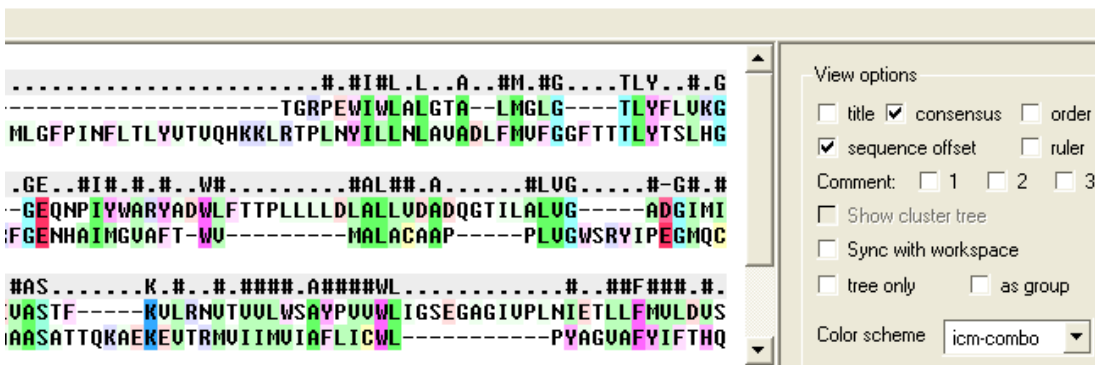 .......................#.#I#L.L..A..#M.#G....TLY..#.G
--------------------TGRPEWIWLALGTA--LMGLG----TLYFLVKG
MLGFPINFLTLYVTVQHKKLRTPLNYILLNLAVADLFMVFGGFTTTLYTSLHG
.GE..#I#.#.#..W#.........#AL##.A......#LVG.....#-G#.#
--GEQNPIYWARYADWLFTTPLLLLDLALLVDADQGTILALVG-----ADGIMI
FGENHAIMGVAFT-WV---------MALACAAP-----PLVGWSRYIPEGMQC
#AS.......K.#..#.####.A####WL............#..##F###.#.
VASTF-----KVLRNVTVVLWSAYPVVWLIGSEGAGIVPLNIETLLFMVLDVS
AASATTQKAEKEVTRMVIIMVIAFLICWL-----------PYAGVAFYIFTHQ
View options
title consensus order
sequence offset ruler
Comment: 1 2 3
Show cluster tree
Sync with workspace
tree only as group
Color scheme icm-combo